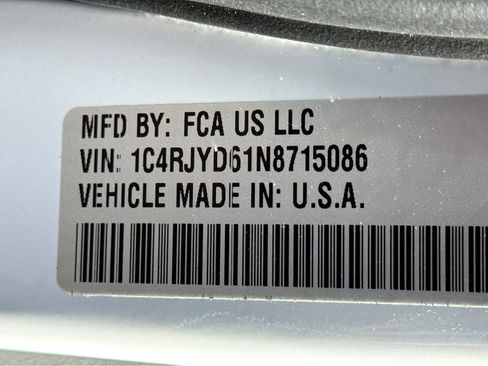 MFD BY: FCA US LLC
VIN: 1C4RJYD61N8715086
VEHICLE MADE IN: U.S.A.